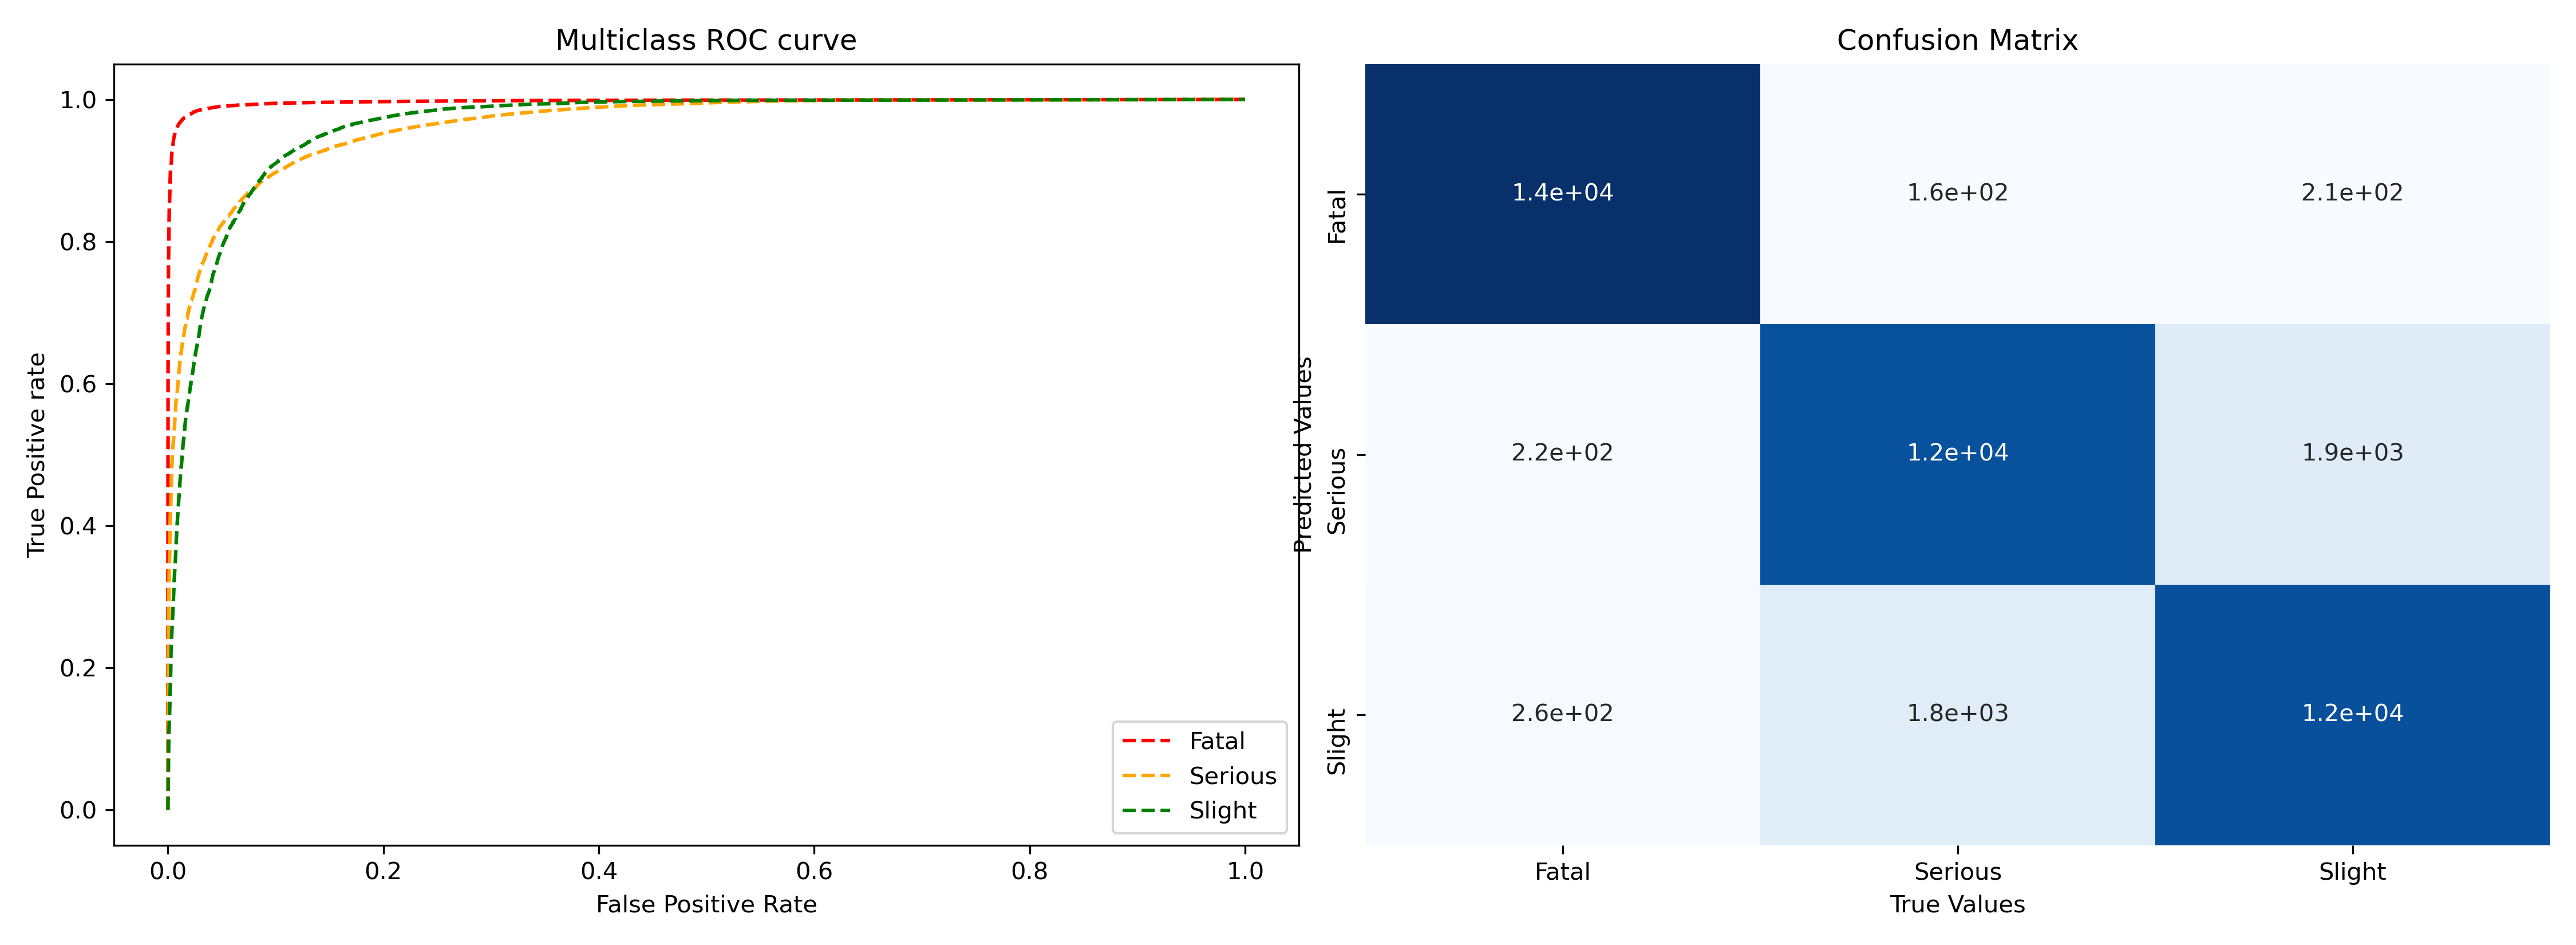 Multiclass ROC curve
True Positive rate
1.0
0.8
0.6
0.4
0.2
0.0
0.0 0.2 0.4 0.6 0.8 1.0
False Positive Rate
Fatal
Serious
Slight
Confusion Matrix
Predicted Values
Fatal
Serious
Slight
1.4e+04 1.6e+02 2.1e+02
2.2e+02 1.2e+04 1.9e+03
2.6e+02 1.8e+03 1.2e+04
Fatal Serious Slight
True Values